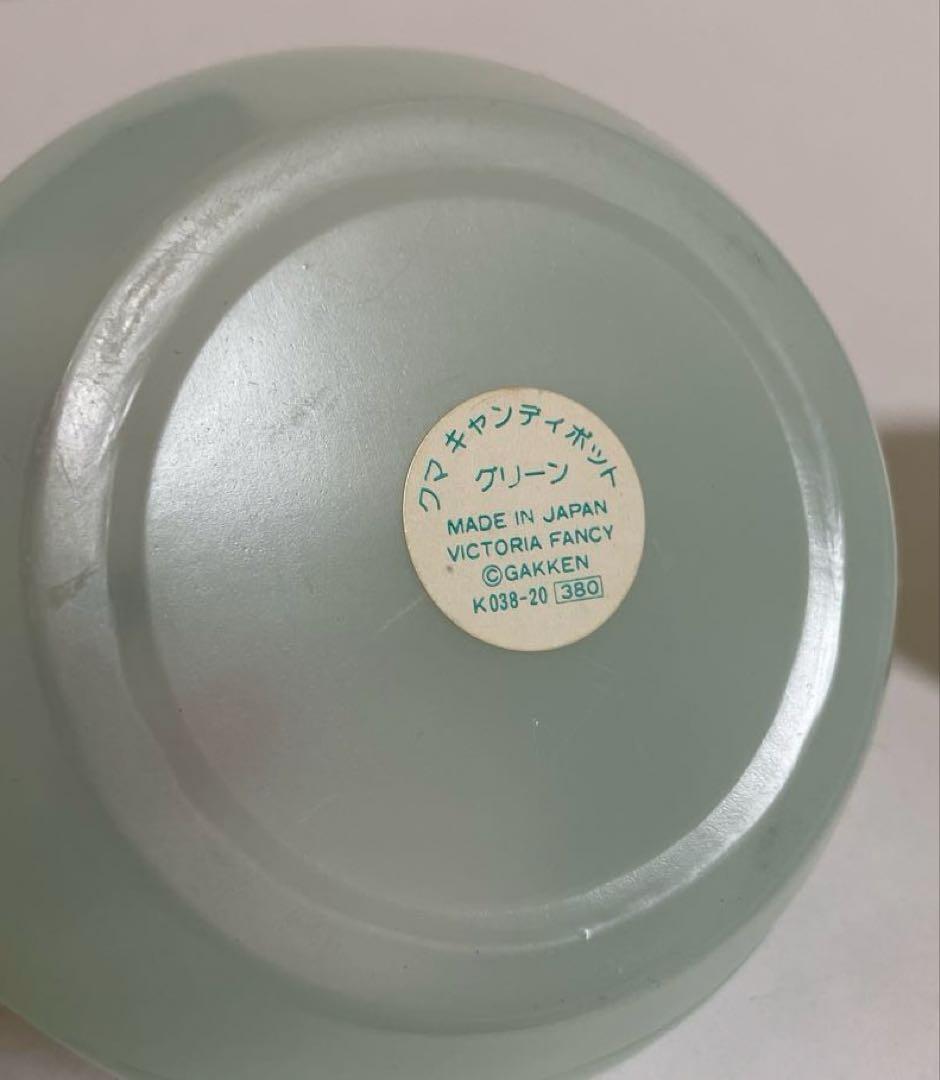 クマ キャンディポット
グリーン
MADE IN JAPAN
VICTORIA FANCY
©GAKKEN
K038-20 380